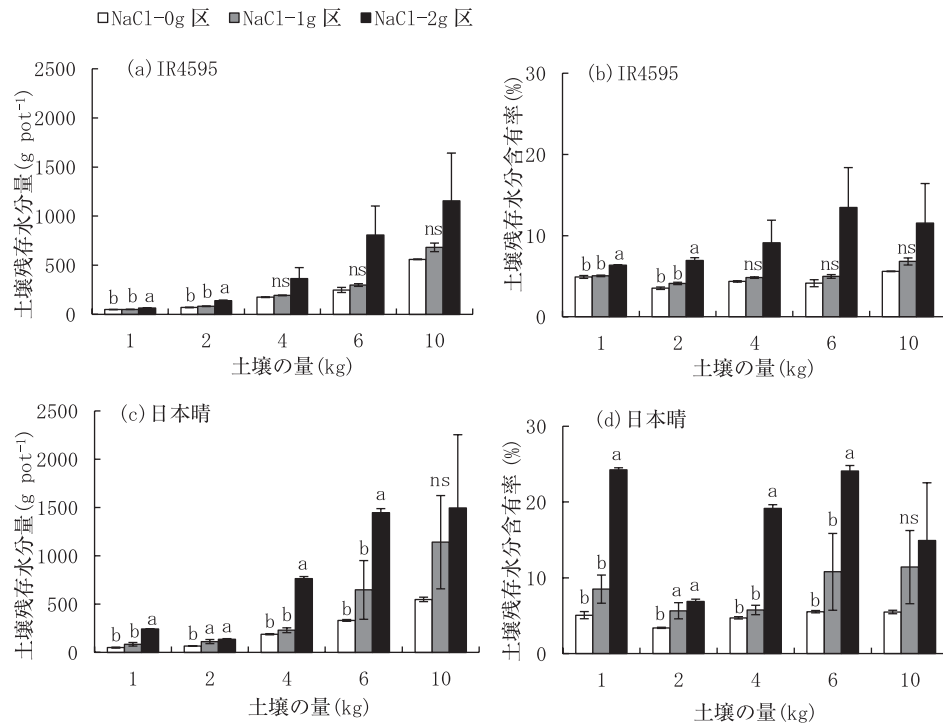 □NaCl-0g 区 ■NaCl-1g 区 ■NaCl-2g 区
(a)IR4595
土壌残存水分量(g pot⁻¹)
2500
2000
1500
1000
500
0
b b a
b b a
ns
ns
ns
1 2 4 6 10
土壌の量(kg)
(b)IR4595
土壌残存水分含有率(%)
30
20
10
0
b b a
b b a
ns
ns
ns
1 2 4 6 10
土壌の量(kg)
(c)日本晴
土壌残存水分量(g pot⁻¹)
2500
2000
1500
1000
500
0
b b a
b a a
b b a
b b a
ns
1 2 4 6 10
土壌の量(kg)
(d)日本晴
土壌残存水分含有率(%)
30
20
10
0
b b a
b a a
b b a
b b a
ns
1 2 4 6 10
土壌の量(kg)